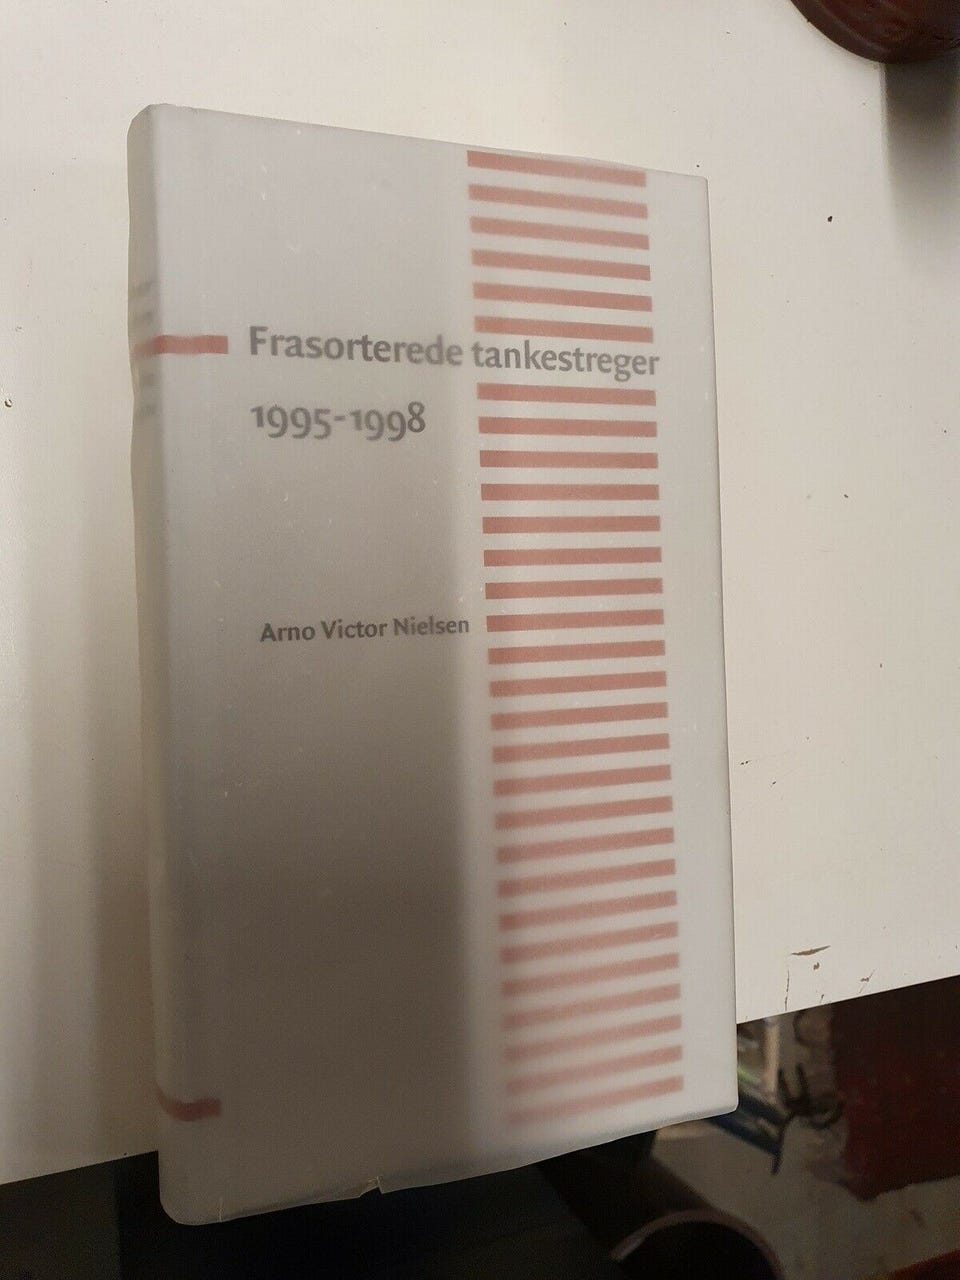 Frasorterede tankestreger
1995-1998
Arno Victor Nielsen